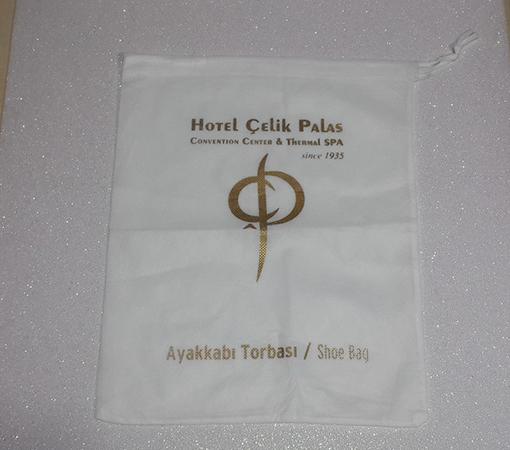 Hotel Çelik Palas
Convention Center & Thermal SPA
since 1935
Ayakkabı Torbası / Shoe Bag